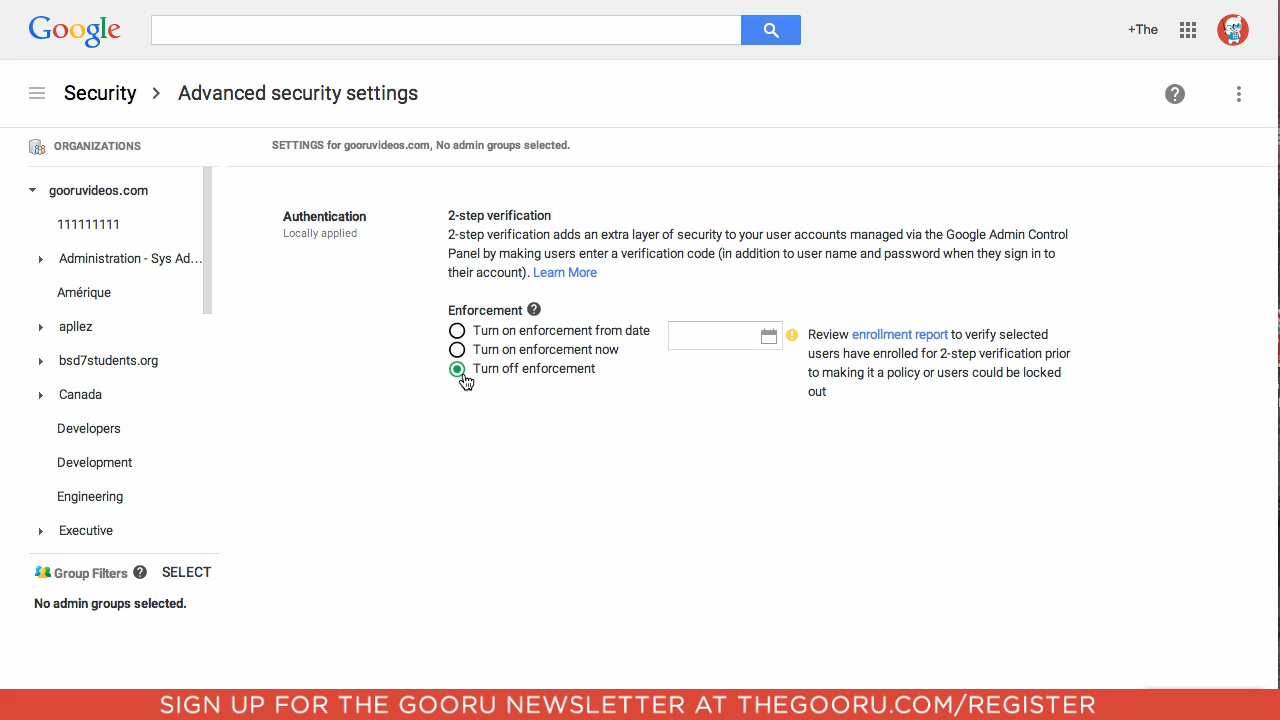 Google
+The
Security > Advanced security settings
ORGANIZATIONS
SETTINGS for gooruvideos.com, No admin groups selected.
gooruvideos.com
111111111
Administration - Sys Ad...
Amérique
apllez
bsd7students.org
Canada
Developers
Development
Engineering
Executive
Group Filters ? SELECT
No admin groups selected.
Authentication
Locally applied
2-step verification
2-step verification adds an extra layer of security to your user accounts managed via the Google Admin Control
Panel by making users enter a verification code (in addition to user name and password when they sign in to
their account). Learn More
Enforcement ?
Turn on enforcement from date
Turn on enforcement now
Turn off enforcement
Review enrollment report to verify selected
users have enrolled for 2-step verification prior
to making it a policy or users could be locked
out
SIGN UP FOR THE GOORU NEWSLETTER AT THEGOORU.COM/REGISTER